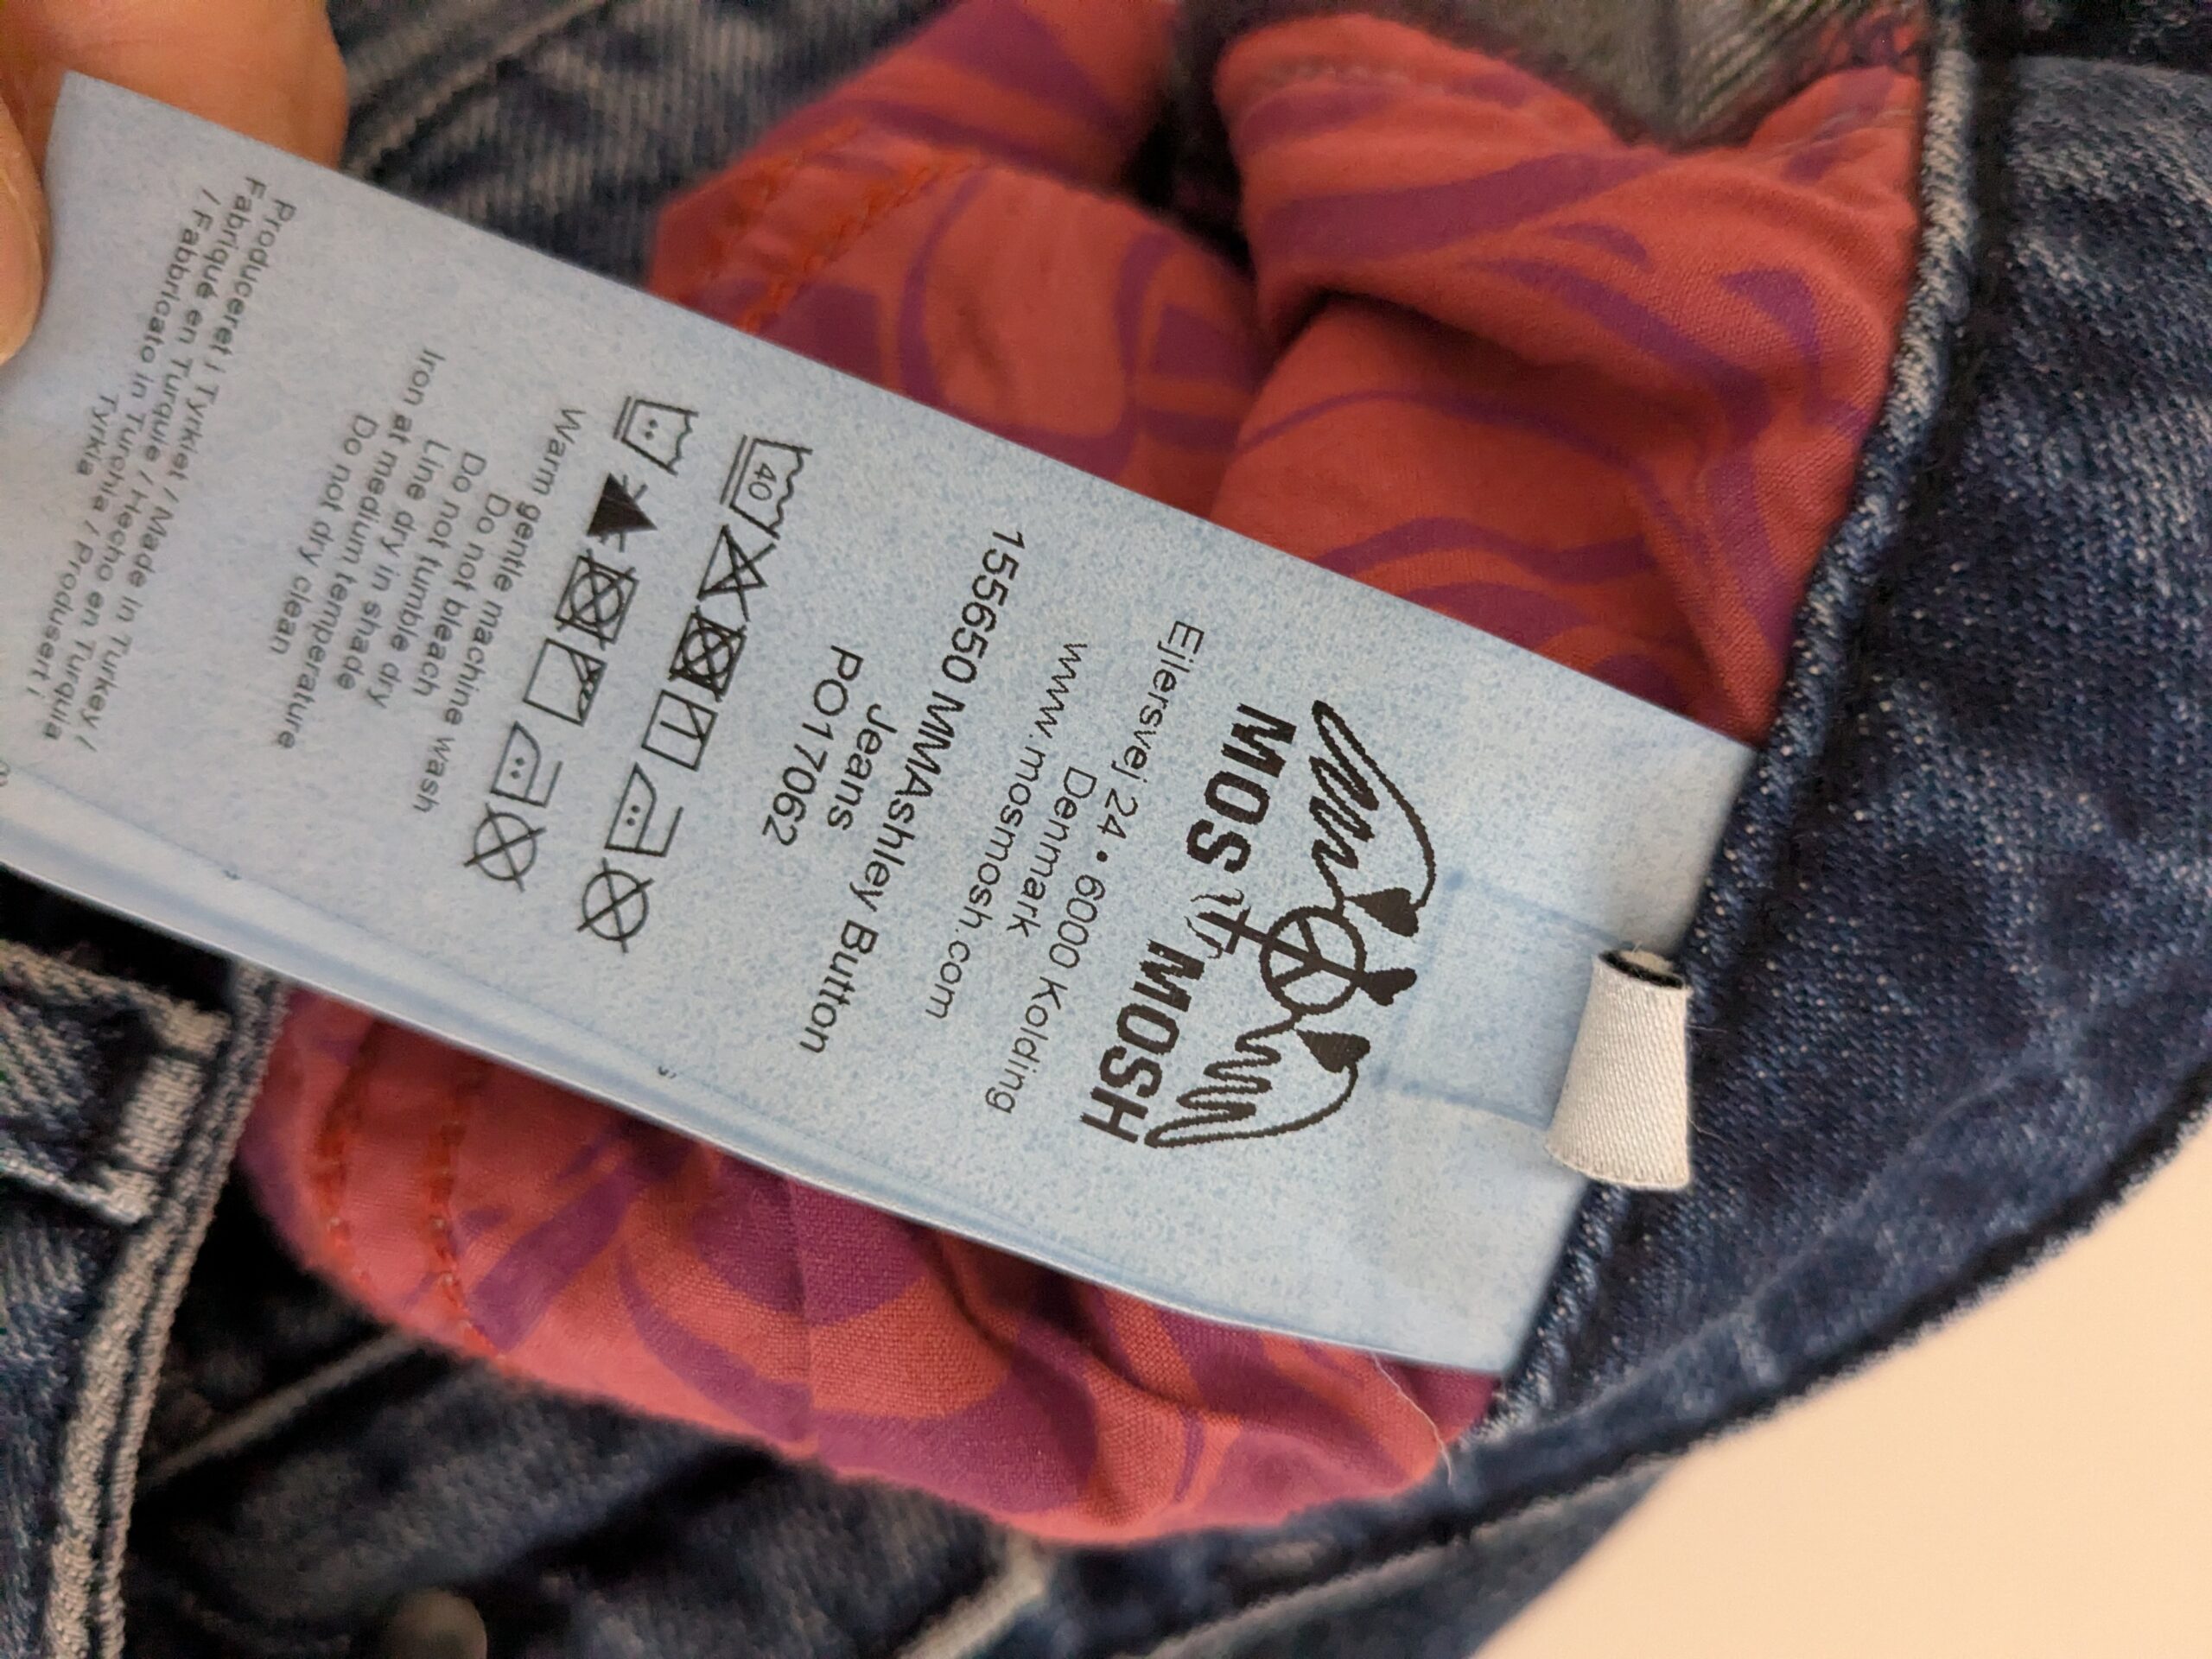 MOS MOSH
Ejlersvej 24 • 6000 Kolding
Denmark
www.mosmosh.com
155650 MMAshley Button
Jeans
PO17062
40
Warm gentle machine wash
Do not bleach
Do not tumble dry
Line dry in shade
Iron at medium temperature
Do not dry clean
Produceret i Tyrkiet / Made in Turkey /
Fabriqué en Turquie / Hecho en Turquia
/ Fabbricato in Turchia / Produsert i
Tyrkia